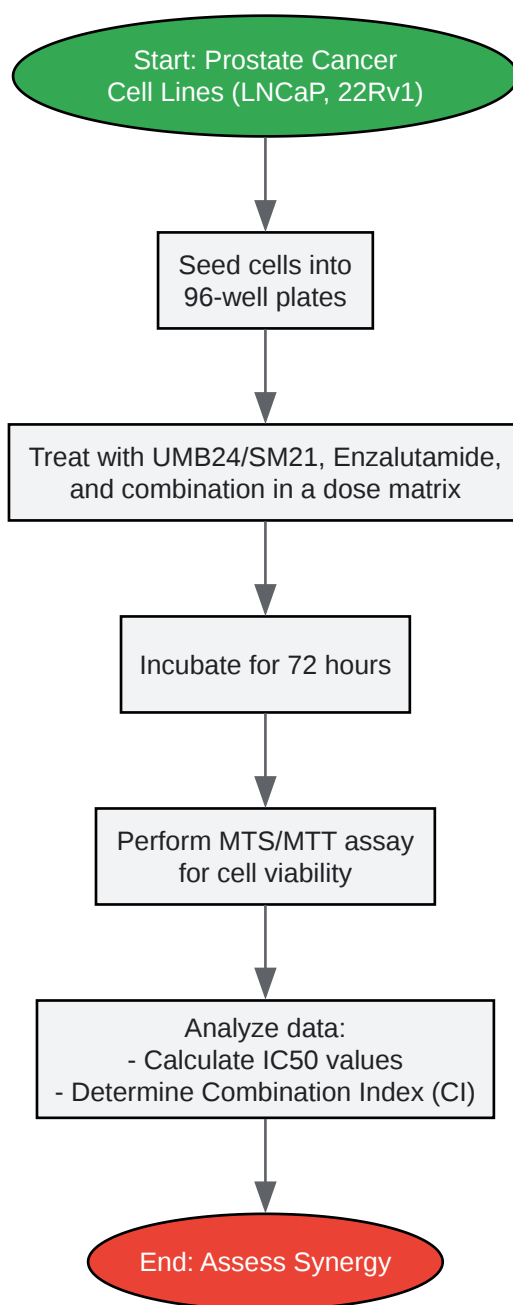 Start: Prostate Cancer
Cell Lines (LNCaP, 22Rv1)
Seed cells into
96-well plates
Treat with UMB24/SM21, Enzalutamide,
and combination in a dose matrix
Incubate for 72 hours
Perform MTS/MTT assay
for cell viability
Analyze data:
- Calculate IC50 values
- Determine Combination Index (CI)
End: Assess Synergy